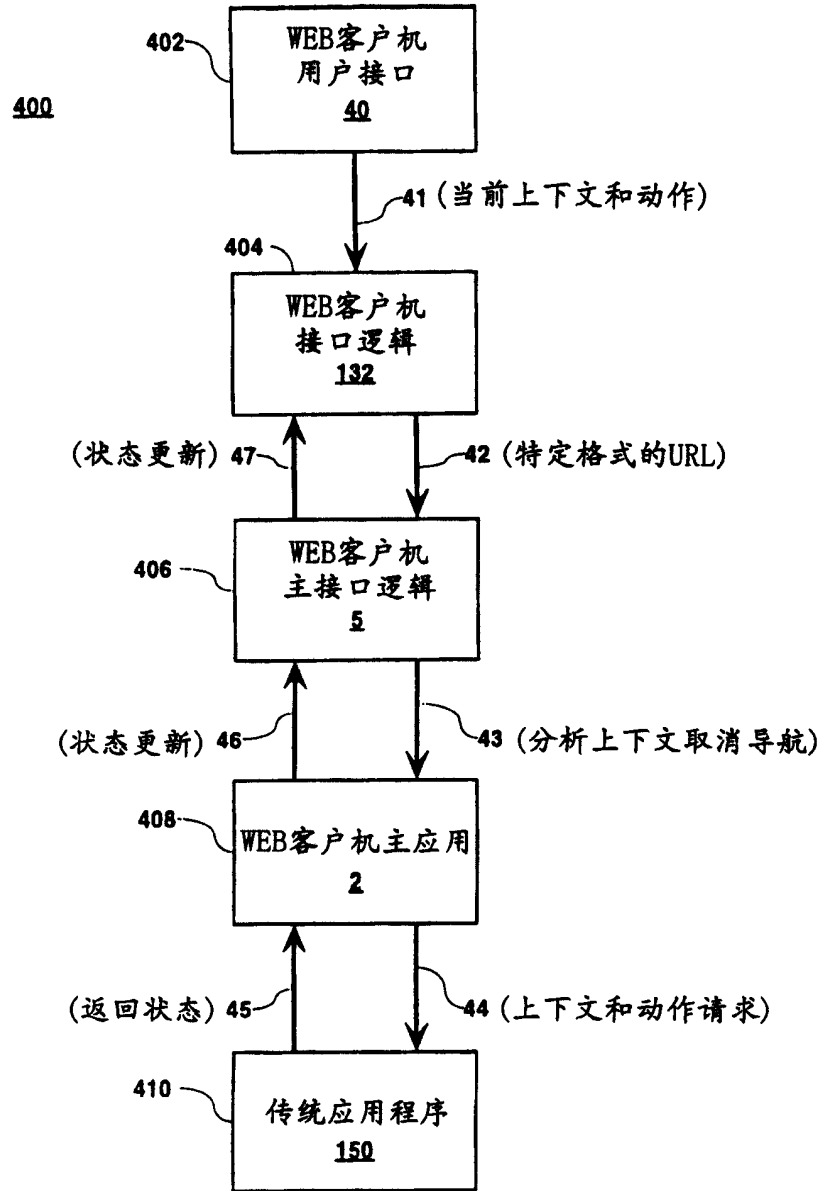 402
WEB客户机
用户接口
40
400
41 (当前上下文和动作)
404
WEB客户机
接口逻辑
132
(状态更新) 47
42 (特定格式的URL)
406
WEB客户机
主接口逻辑
5
(状态更新) 46
43 (分析上下文取消导航)
408
WEB客户机主应用
2
(返回状态) 45
44 (上下文和动作请求)
410
传统应用程序
150